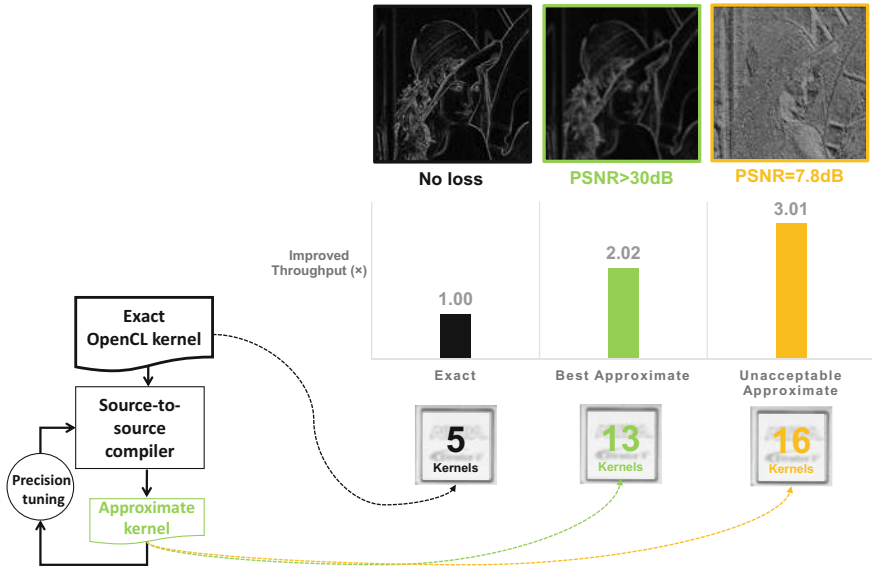 No loss
PSNR>30dB
PSNR=7.8dB
Improved
Throughput (×)
1.00
2.02
3.01
Exact
Best Approximate
Unacceptable
Approximate
Exact
OpenCL kernel
Source-to-
source
compiler
Precision
tuning
Approximate
kernel
5
Kernels
13
Kernels
16
Kernels